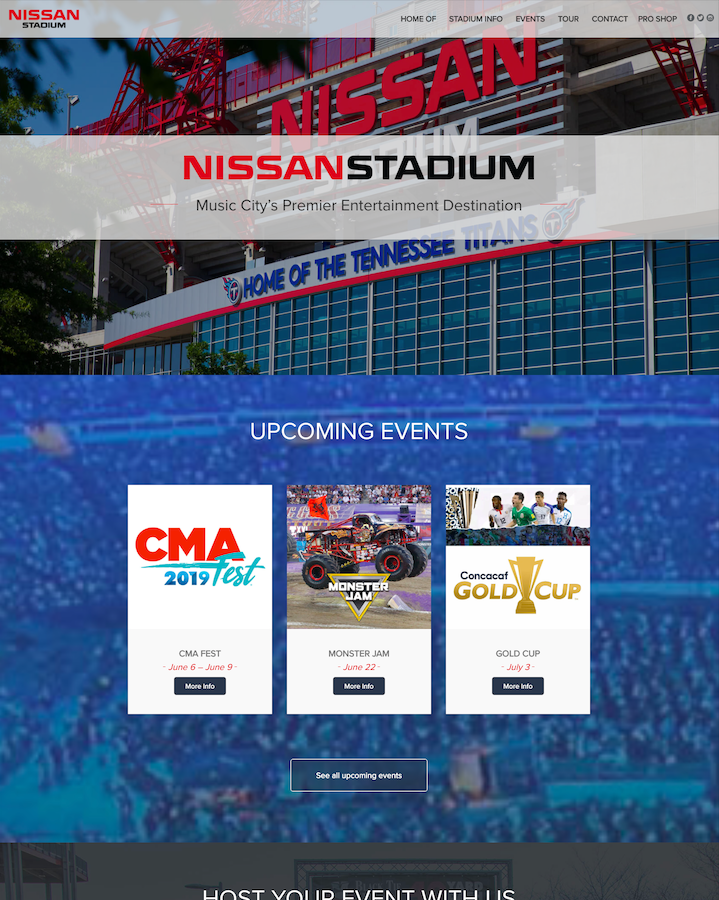 NISSAN
STADIUM
HOME OF STADIUM INFO EVENTS TOUR CONTACT PRO SHOP
NISSAN
STADIUM
NISSANSTADIUM
Music City's Premier Entertainment Destination
HOME OF THE TENNESSEE TITANS
UPCOMING EVENTS
CMA
2019 Fest
MONSTER
JAM
Concacaf
GOLD CUP
CMA FEST
- June 6 – June 9 -
More Info
MONSTER JAM
- June 22 -
More Info
GOLD CUP
- July 3 -
More Info
See all upcoming events
HOST YOUR EVENT WITH US